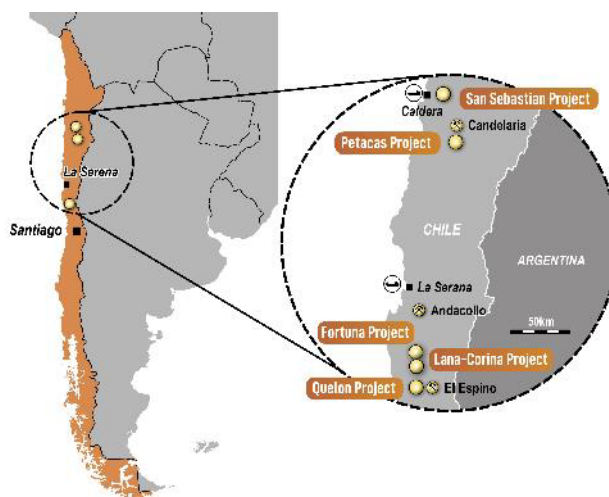 La Serena
Santiago
San Sebastian Project
Caldera
Candelaria
Petacas Project
CHILE
ARGENTINA
La Serana
Andacollo
50km
Fortuna Project
Lana-Corina Project
Quelon Project
El Espino